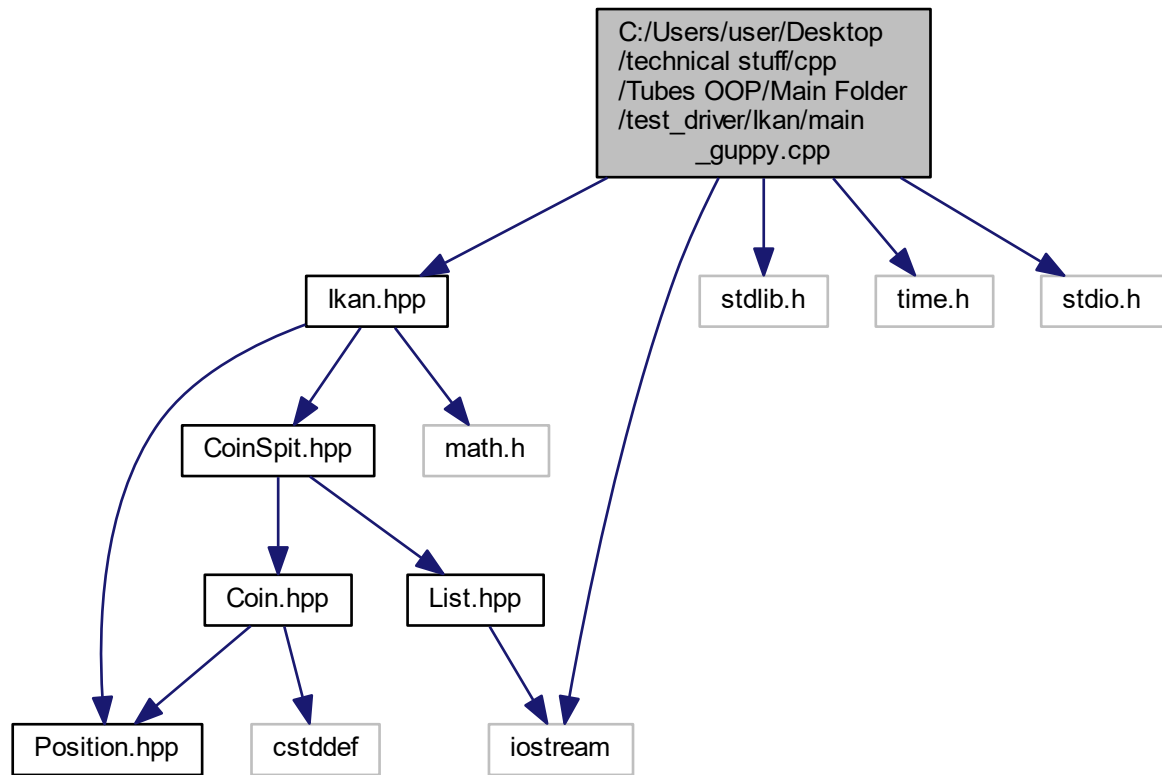 C:/Users/user/Desktop
/technical stuff/cpp
/Tubes OOP/Main Folder
/test_driver/Ikan/main
_guppy.cpp
Ikan.hpp
stdlib.h
time.h
stdio.h
CoinSpit.hpp
math.h
Coin.hpp
List.hpp
Position.hpp
cstddef
iostream